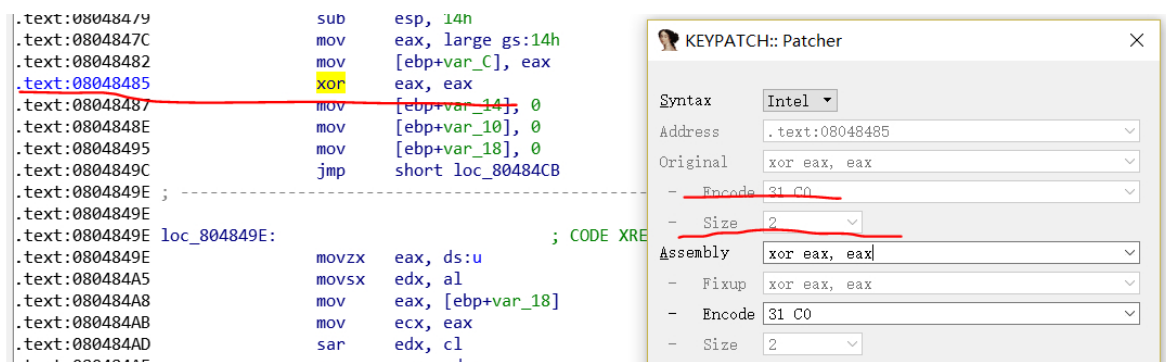 .text:08048479 sub esp, 14h
.text:0804847C mov eax, large gs:14h
.text:08048482 mov [ebp+var_C], eax
.text:08048485 xor eax, eax
.text:08048487 mov [ebp+var_14], 0
.text:0804848E mov [ebp+var_10], 0
.text:08048495 mov [ebp+var_18], 0
.text:0804849C jmp short loc_80484CB
.text:0804849E ; ---------------------------------------------------
.text:0804849E
.text:0804849E loc_804849E: ; CODE XRE
.text:0804849E movzx eax, ds:u
.text:080484A5 movsx edx, al
.text:080484A8 mov eax, [ebp+var_18]
.text:080484AB mov ecx, eax
.text:080484AD sar edx, cl
KEYPATCH:: Patcher
Syntax Intel
Address .text:08048485
Original xor eax, eax
- Encode 31 C0
- Size 2
Assembly xor eax, eax
- Fixup xor eax, eax
- Encode 31 C0
- Size 2